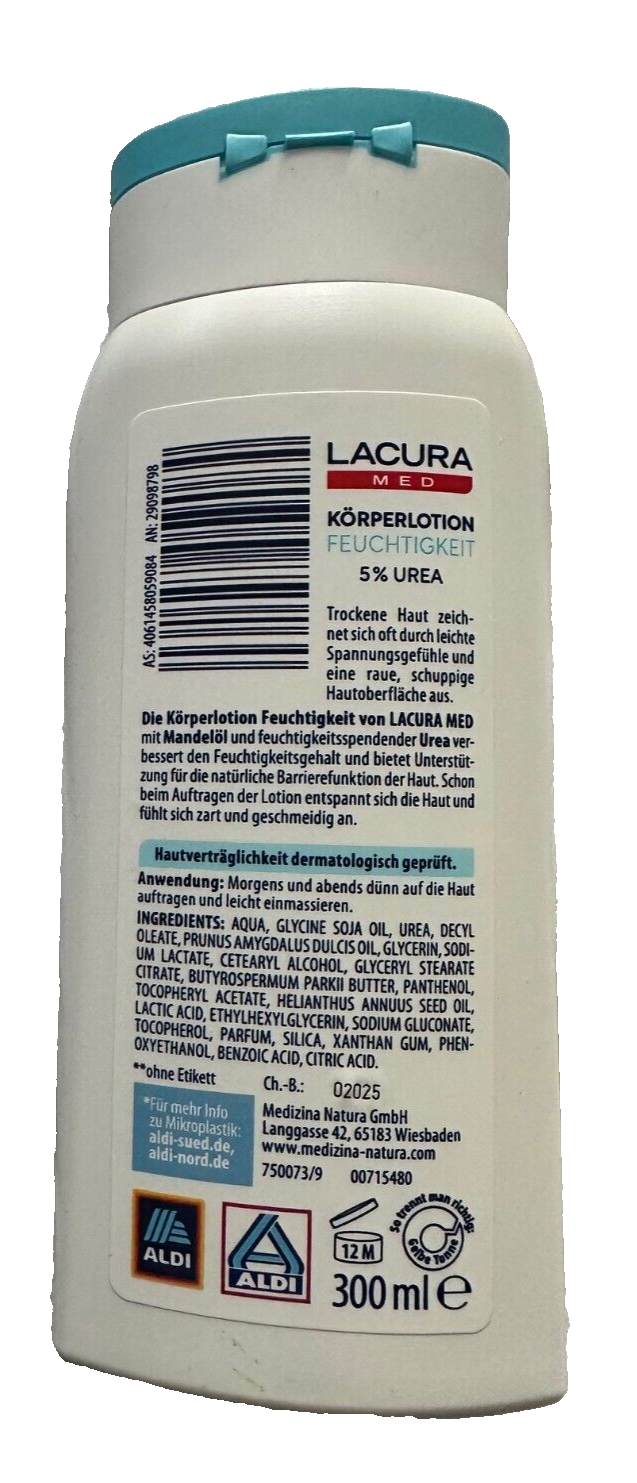 AS: 4061458059084 AN: 29098798
LACURA
MED
KÖRPERLOTION
FEUCHTIGKEIT
5% UREA
Trockene Haut zeich-
net sich oft durch leichte
Spannungsgefühle und
eine raue, schuppige
Hautoberfläche aus.
Die Körperlotion Feuchtigkeit von LACURA MED
mit Mandelöl und feuchtigkeitsspendender Urea ver-
bessert den Feuchtigkeitsgehalt und bietet Unterstüt-
zung für die natürliche Barrierefunktion der Haut. Schon
beim Auftragen der Lotion entspannt sich die Haut und
fühlt sich zart und geschmeidig an.
Hautverträglichkeit dermatologisch geprüft.
Anwendung: Morgens und abends dünn auf die Haut
auftragen und leicht einmassieren.
INGREDIENTS: AQUA, GLYCINE SOJA OIL, UREA, DECYL
OLEATE, PRUNUS AMYGDALUS DULCIS OIL, GLYCERIN, SODI-
UM LACTATE, CETEARYL ALCOHOL, GLYCERYL STEARATE
CITRATE, BUTYROSPERMUM PARKII BUTTER, PANTHENOL,
TOCOPHERYL ACETATE, HELIANTHUS ANNUUS SEED OIL,
LACTIC ACID, ETHYLHEXYLGLYCERIN, SODIUM GLUCONATE,
TOCOPHEROL, PARFUM, SILICA, XANTHAN GUM, PHEN-
OXYETHANOL, BENZOIC ACID, CITRIC ACID.
**ohne Etikett
Ch.-B.: 02025
*Für mehr Info
zu Mikroplastik:
aldi-sued.de,
aldi-nord.de
Medizina Natura GmbH
Langgasse 42, 65183 Wiesbaden
www.medizina-natura.com
750073/9 00715480
ALDI
ALDI
12 M
So trennt man richtig:
Gelbe Tonne
300 ml e